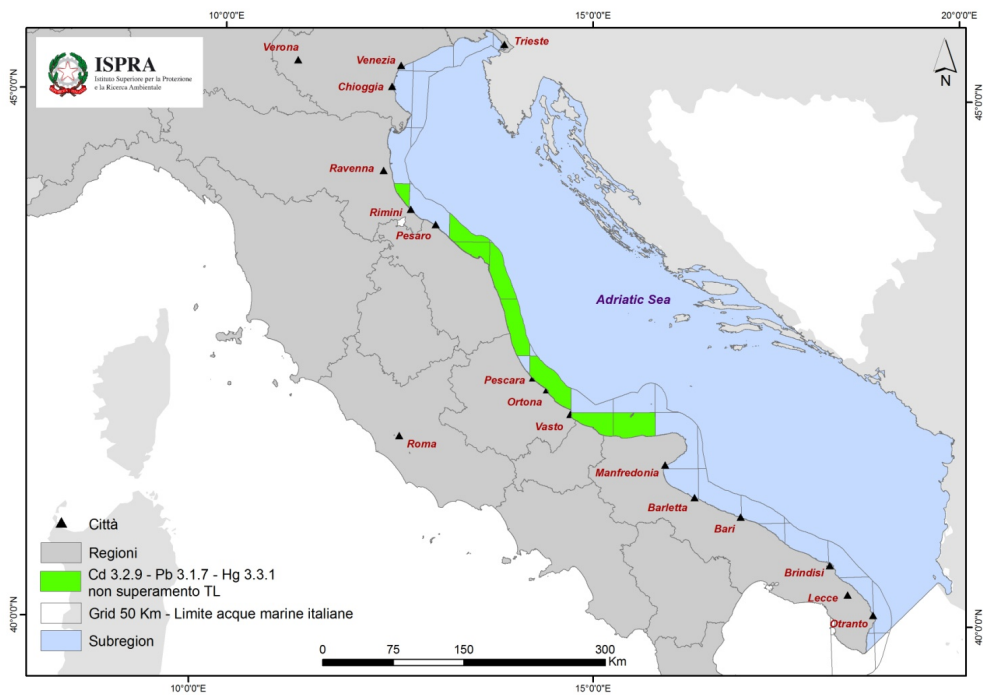 10°0'0"E
15°0'0"E
20°0'0"E
ISPRA
Istituto Superiore per la Protezione
e la Ricerca Ambientale
Verona
Venezia
Trieste
Chioggia
N
45°0'0"N
45°0'0"N
Ravenna
Rimini
Pesaro
Adriatic Sea
Pescara
Ortona
Vasto
Roma
Manfredonia
Barletta
Bari
Brindisi
Lecce
Otranto
Città
Regioni
Cd 3.2.9 - Pb 3.1.7 - Hg 3.3.1
non superamento TL
Grid 50 Km - Limite acque marine italiane
Subregion
40°0'0"N
40°0'0"N
0 75 150 300
Km
10°0'0"E
15°0'0"E